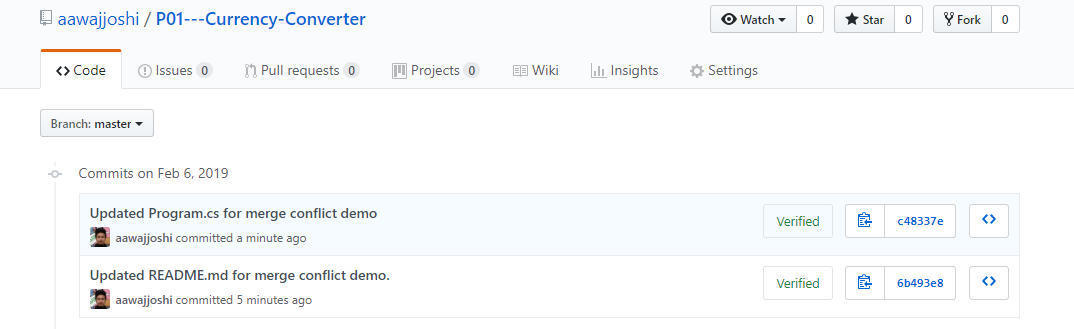 aawajjoshi / P01---Currency-Converter
Watch 0 Star 0 Fork 0
Code Issues 0 Pull requests 0 Projects 0 Wiki Insights Settings
Branch: master
Commits on Feb 6, 2019
Updated Program.cs for merge conflict demo
aawajjoshi committed a minute ago
Verified c48337e
Updated README.md for merge conflict demo.
aawajjoshi committed 5 minutes ago
Verified 6b493e8